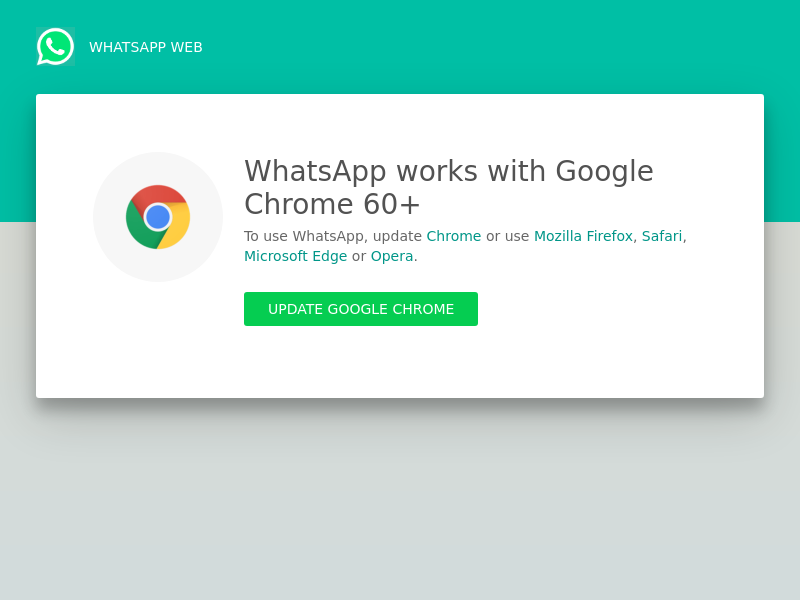 WHATSAPP WEB
WhatsApp works with Google
Chrome 60+
To use WhatsApp, update Chrome or use Mozilla Firefox, Safari,
Microsoft Edge or Opera.
UPDATE GOOGLE CHROME